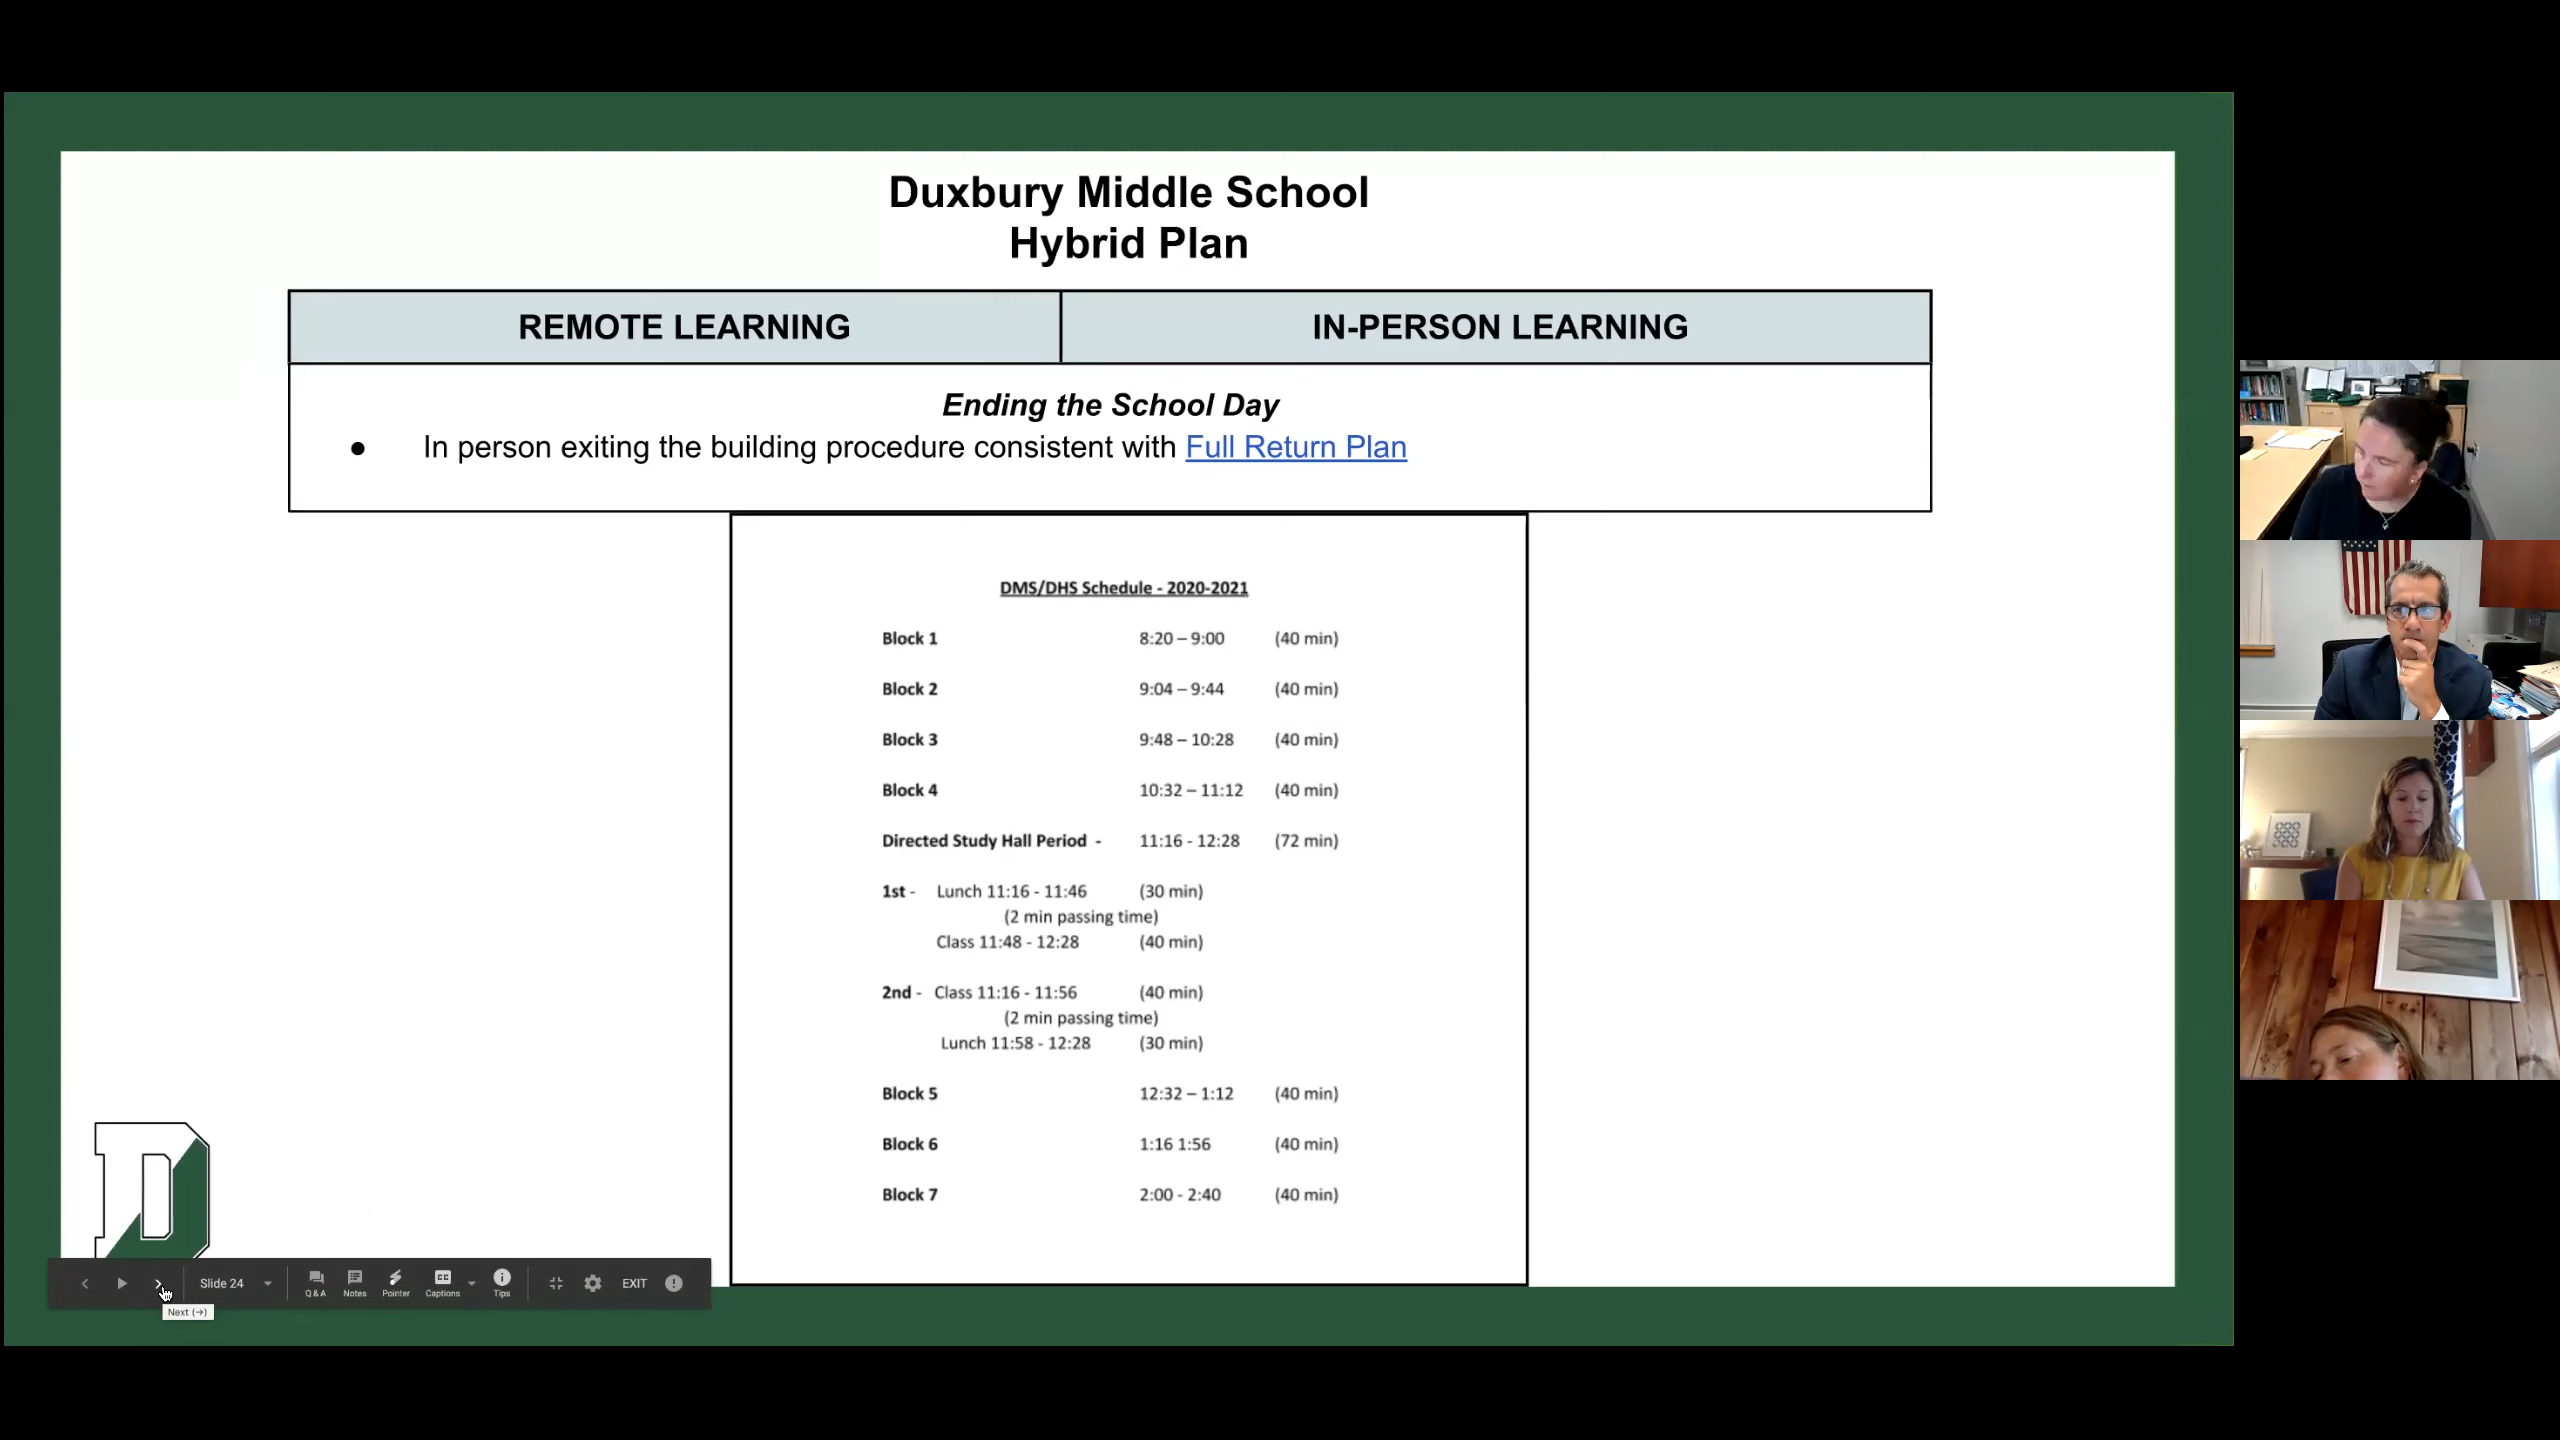 Duxbury Middle School
Hybrid Plan
REMOTE LEARNING
IN-PERSON LEARNING
Ending the School Day
● In person exiting the building procedure consistent with Full Return Plan
DMS/DHS Schedule - 2020-2021
Block 1 8:20 – 9:00 (40 min)
Block 2 9:04 – 9:44 (40 min)
Block 3 9:48 – 10:28 (40 min)
Block 4 10:32 – 11:12 (40 min)
Directed Study Hall Period - 11:16 - 12:28 (72 min)
1st - Lunch 11:16 - 11:46 (30 min)
(2 min passing time)
Class 11:48 - 12:28 (40 min)
2nd - Class 11:16 - 11:56 (40 min)
(2 min passing time)
Lunch 11:58 - 12:28 (30 min)
Block 5 12:32 – 1:12 (40 min)
Block 6 1:16 1:56 (40 min)
Block 7 2:00 - 2:40 (40 min)
D
Slide 24
Q & A
Notes
Pointer
CC
Captions
Tips
EXIT
Next (→)